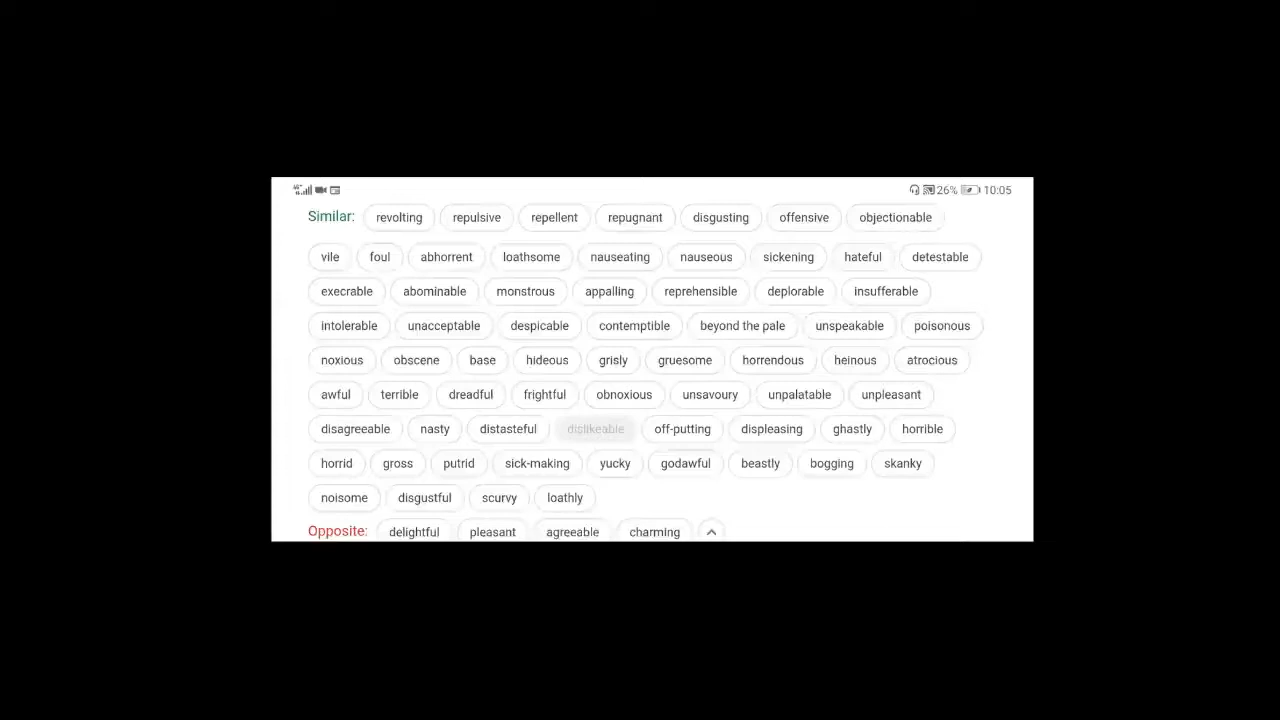 26% 10:05
Similar: revolting repulsive repellent repugnant disgusting offensive objectionable
vile foul abhorrent loathsome nauseating nauseous sickening hateful detestable
execrable abominable monstrous appalling reprehensible deplorable insufferable
intolerable unacceptable despicable contemptible beyond the pale unspeakable poisonous
noxious obscene base hideous grisly gruesome horrendous heinous atrocious
awful terrible dreadful frightful obnoxious unsavoury unpalatable unpleasant
disagreeable nasty distasteful dislikeable off-putting displeasing ghastly horrible
horrid gross putrid sick-making yucky godawful beastly bogging skanky
noisome disgustful scurvy loathly
Opposite: delightful pleasant agreeable charming